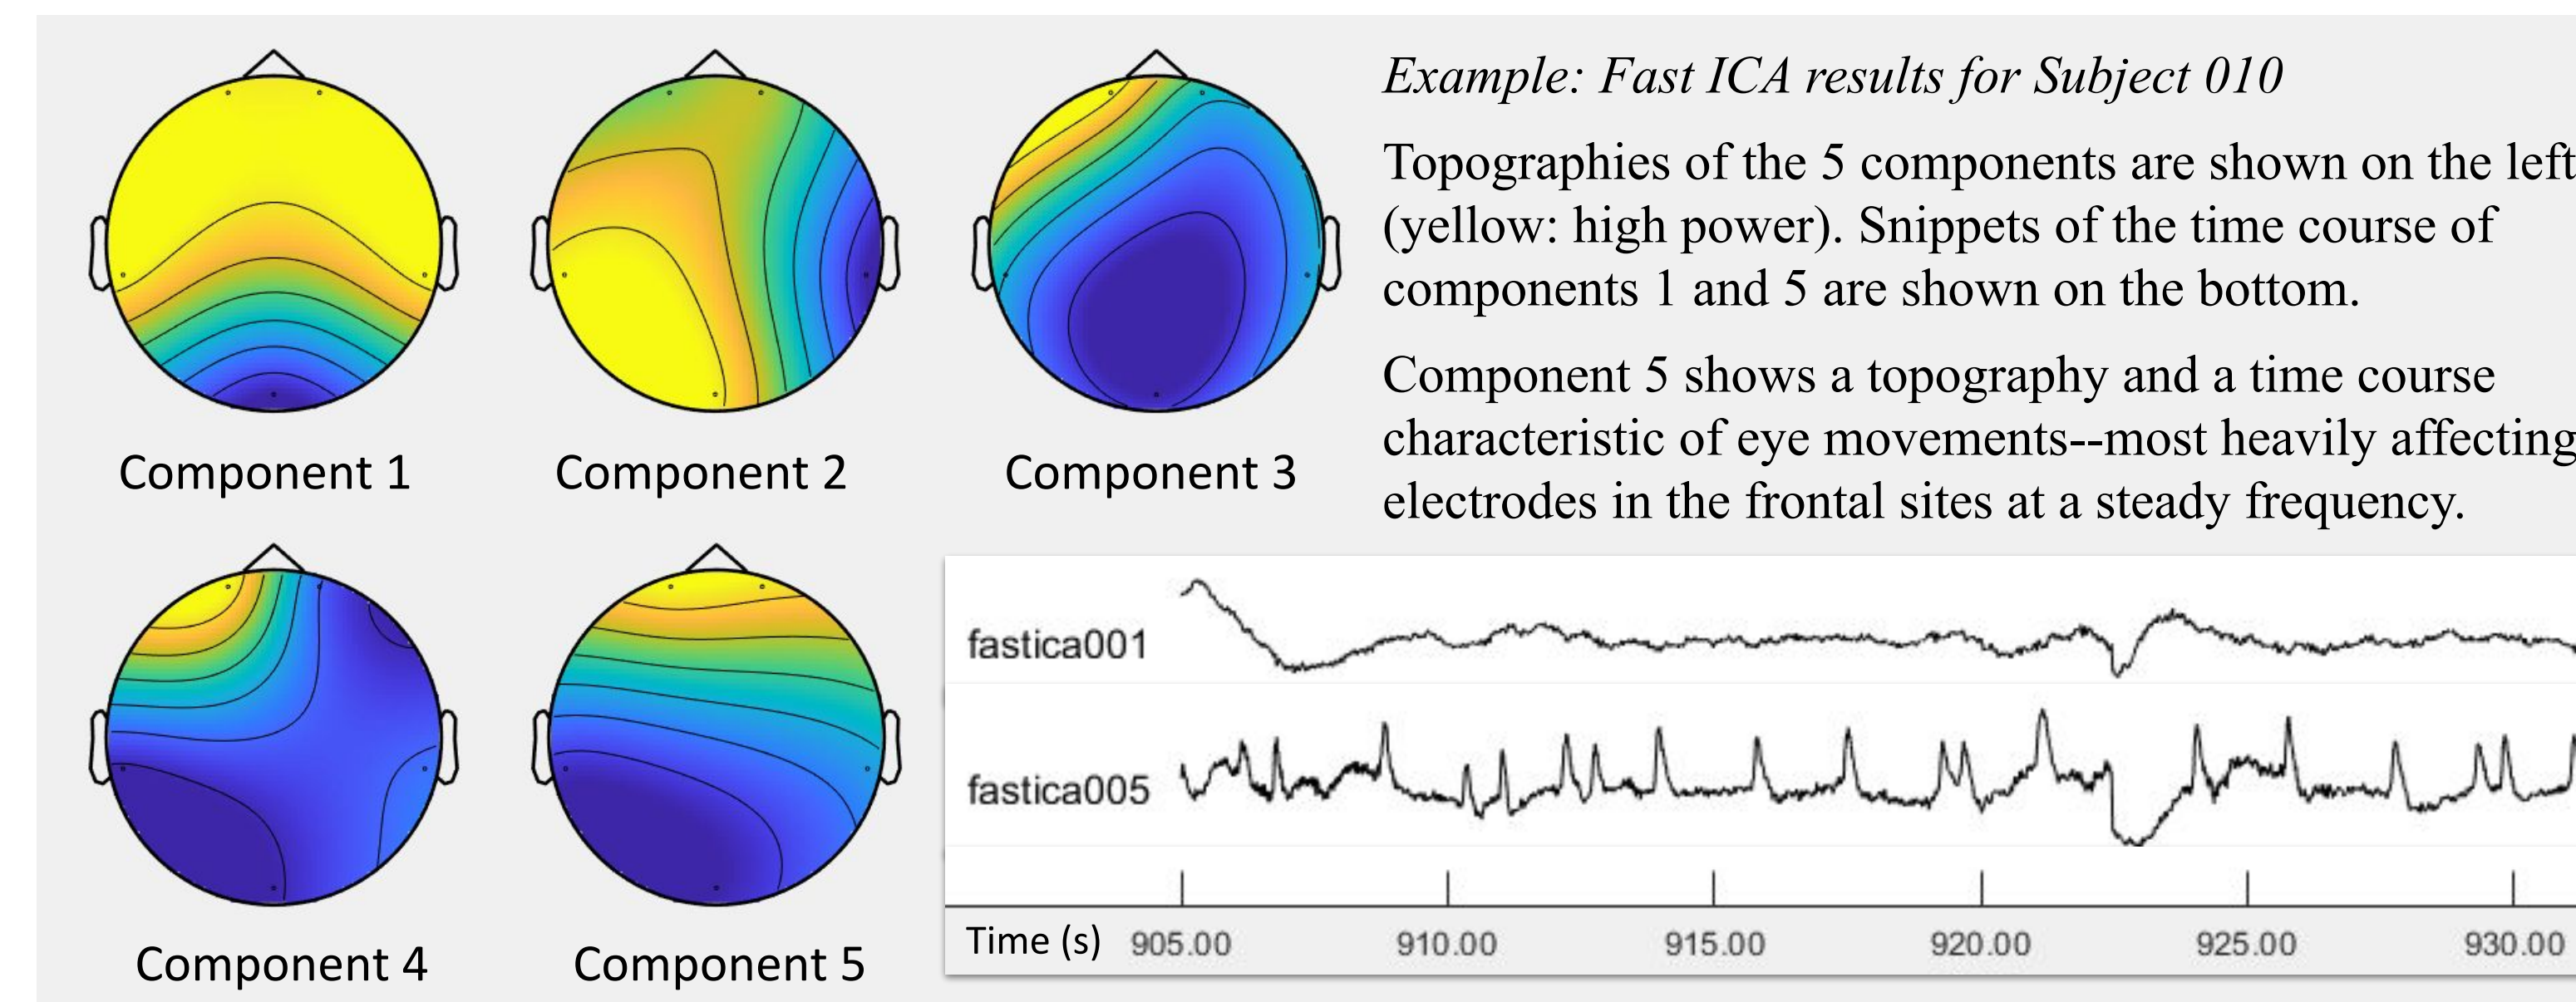 Example: Fast ICA results for Subject 010
Topographies of the 5 components are shown on the left
(yellow: high power). Snippets of the time course of
components 1 and 5 are shown on the bottom.
Component 5 shows a topography and a time course
characteristic of eye movements--most heavily affecting
electrodes in the frontal sites at a steady frequency.
Component 1
Component 2
Component 3
Component 4
Component 5
fastica001
fastica005
Time (s) 905.00 910.00 915.00 920.00 925.00 930.00